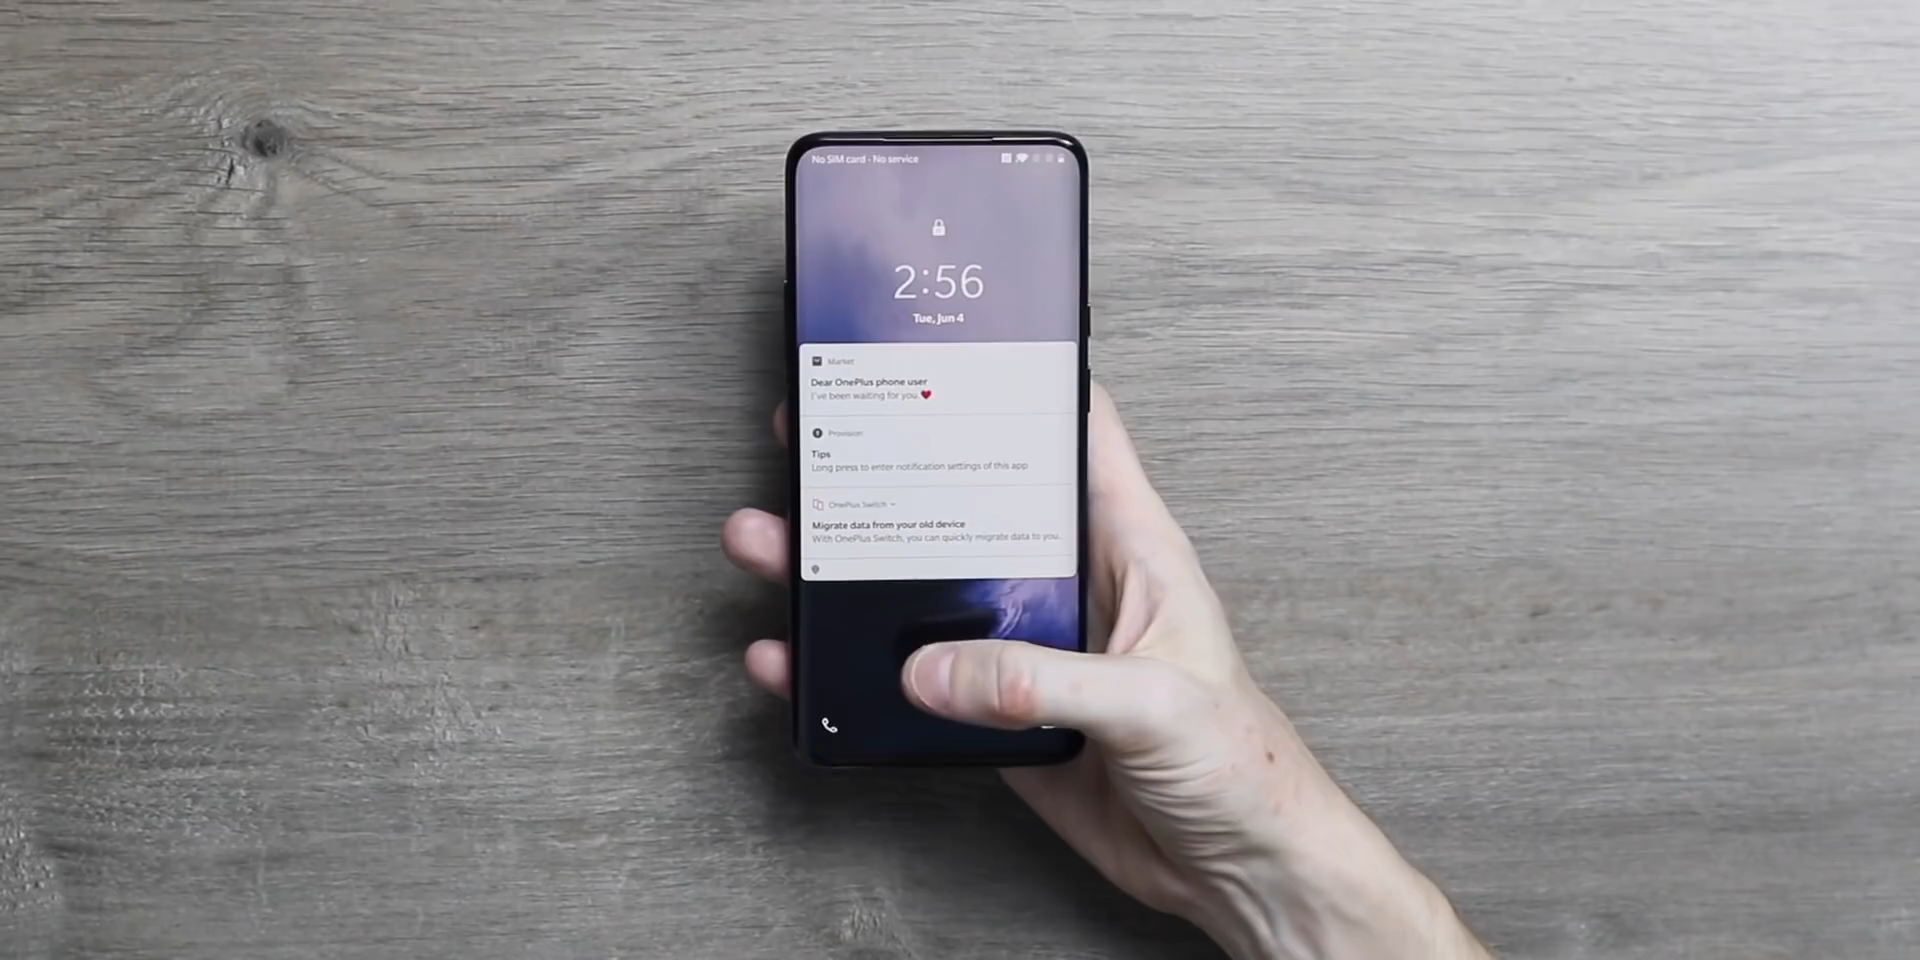 No SIM card - No service
2:56
Tue, Jun 4
Market
Dear OnePlus phone user
I've been waiting for you ❤
Provision
Tips
Long press to enter notification settings of this app
OnePlus Switch
Migrate data from your old device
With OnePlus Switch, you can quickly migrate data to you...